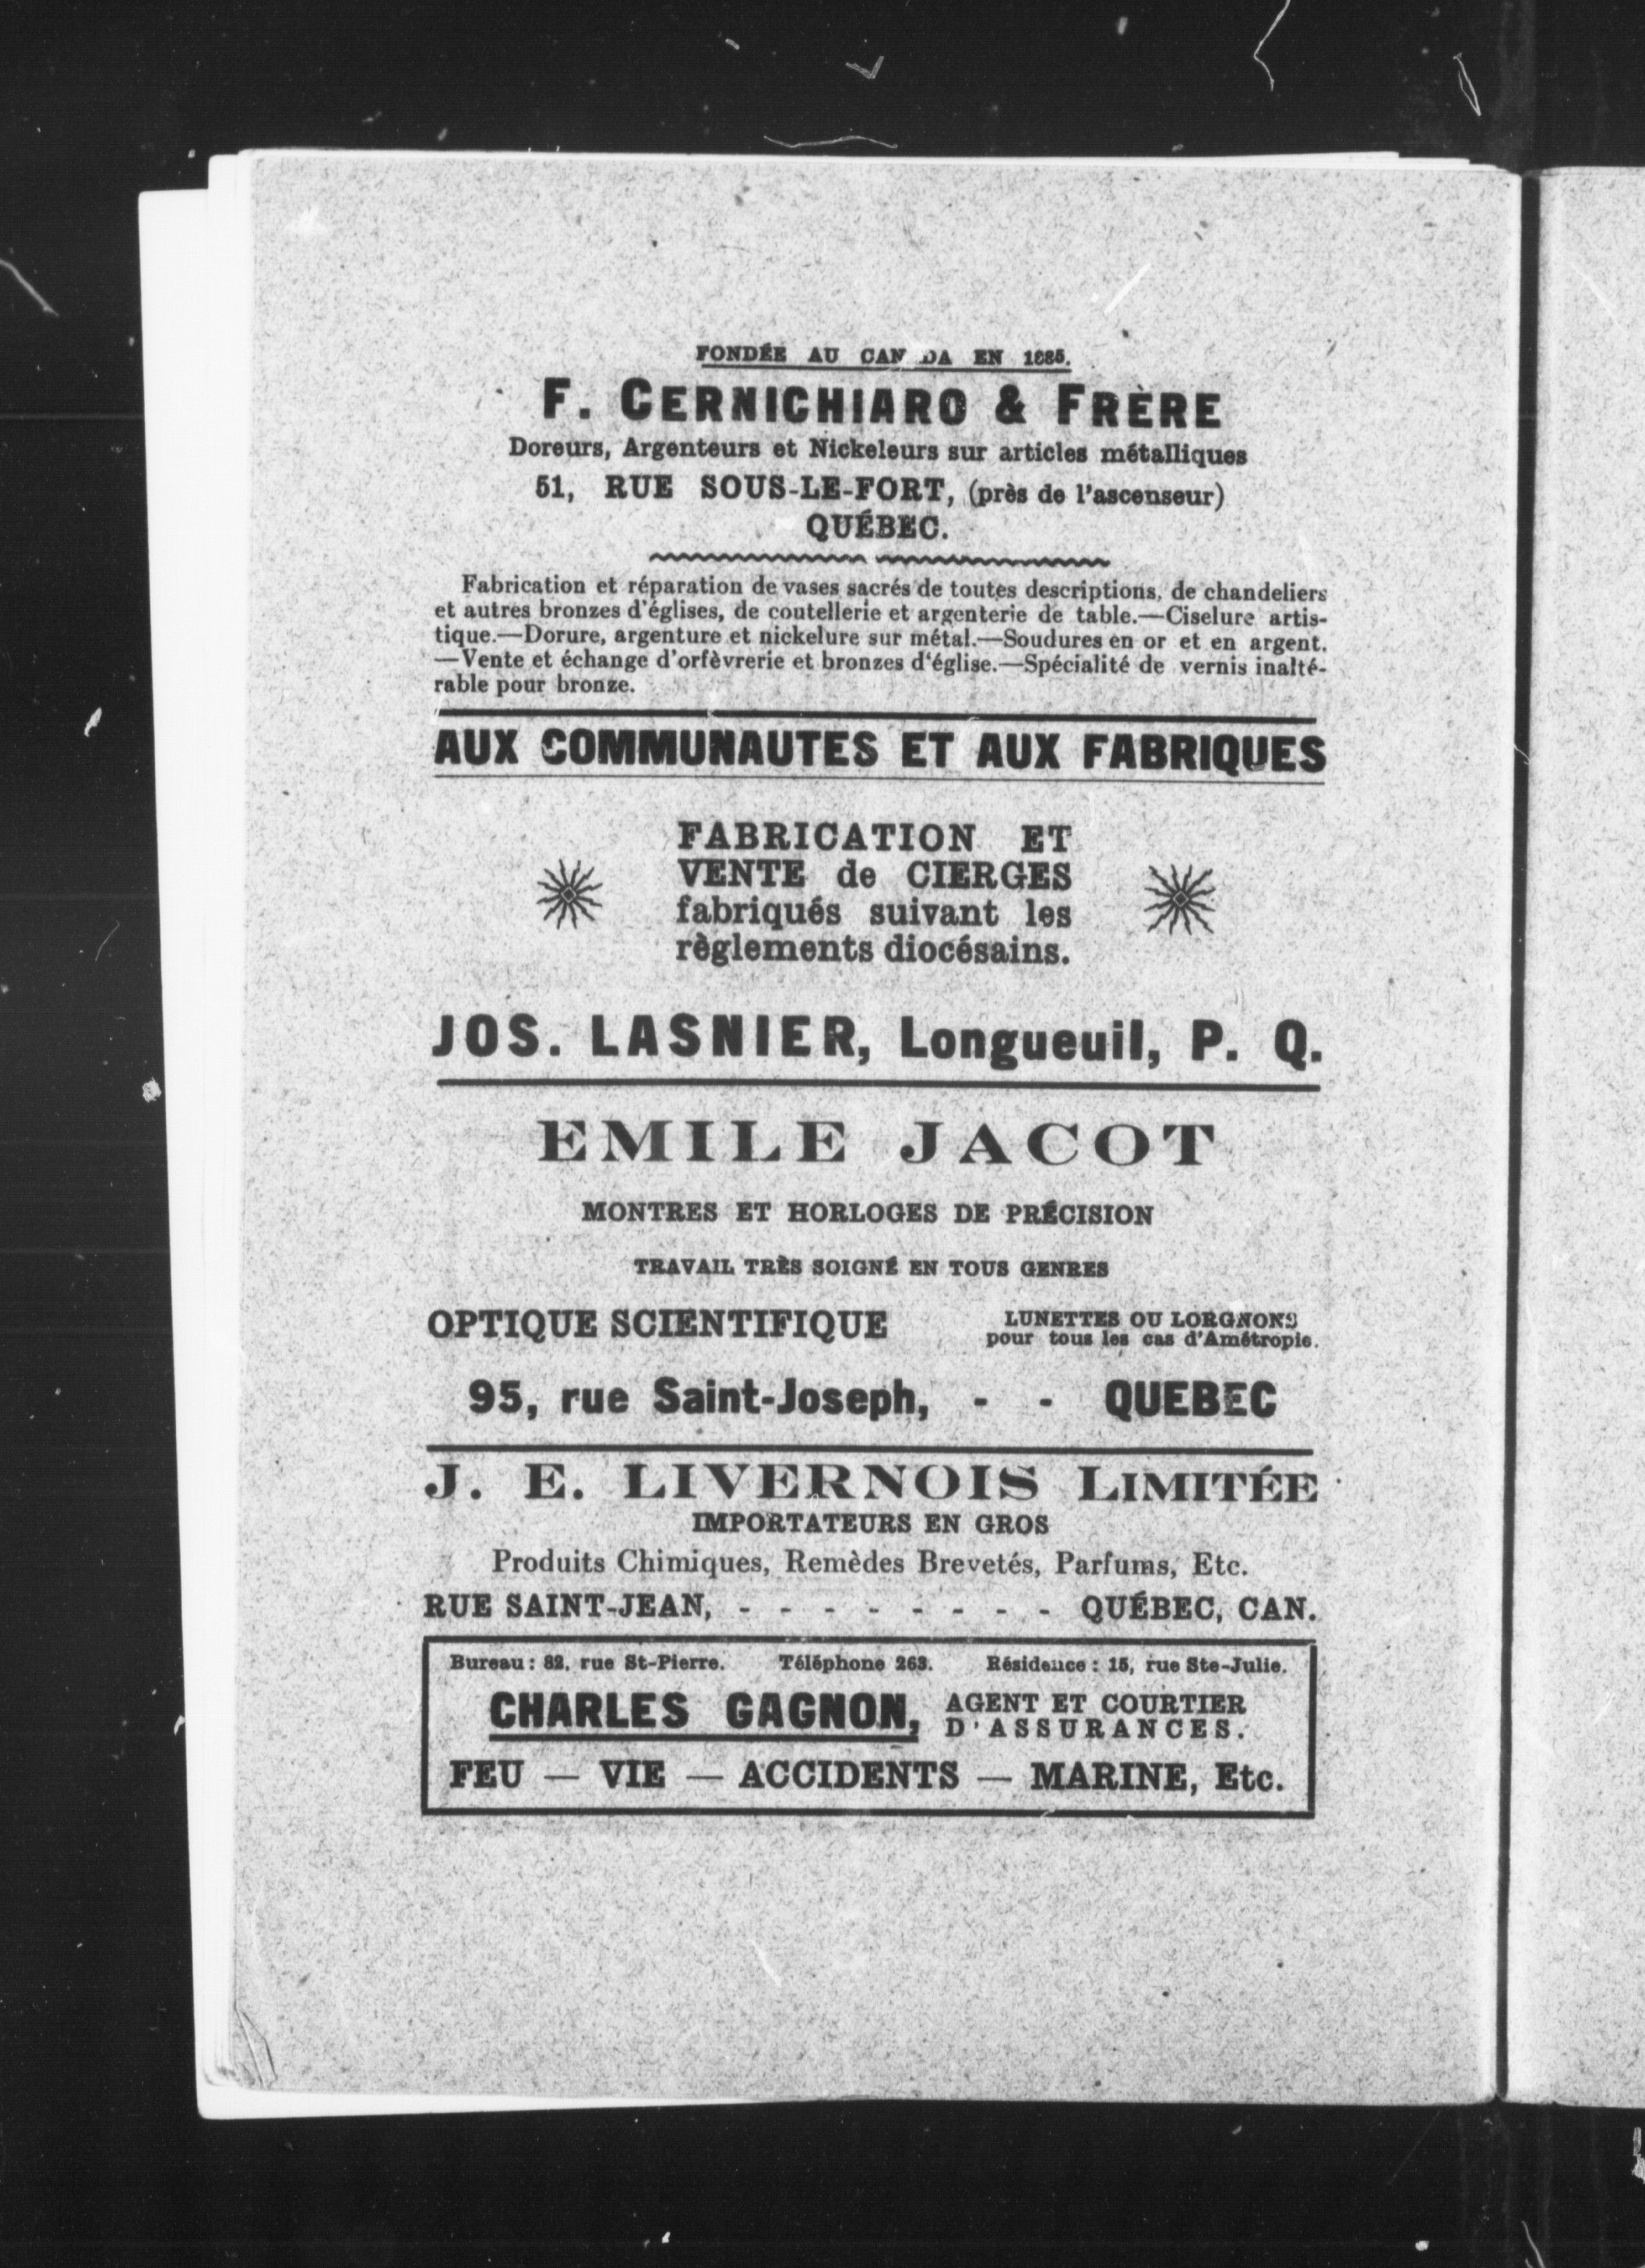 FONDÉE AU CANADA EN 1885.
F. CERNICHIARO & FRÈRE
Doreurs, Argenteurs et Nickeleurs sur articles métalliques
51, RUE SOUS-LE-FORT, (près de l'ascenseur)
QUÉBEC.
Fabrication et réparation de vases sacrés de toutes descriptions, de chandeliers
et autres bronzes d'églises, de coutellerie et argenterie de table.—Ciselure artis-
tique.—Dorure, argenture et nickelure sur métal.—Soudures en or et en argent.
—Vente et échange d'orfèvrerie et bronzes d'église.—Spécialité de vernis inalté-
rable pour bronze.
AUX COMMUNAUTES ET AUX FABRIQUES
FABRICATION ET
VENTE de CIERGES
fabriqués suivant les
règlements diocésains.
JOS. LASNIER, Longueuil, P. Q.
EMILE JACOT
MONTRES ET HORLOGES DE PRÉCISION
TRAVAIL TRÈS SOIGNÉ EN TOUS GENRES
OPTIQUE SCIENTIFIQUE
LUNETTES OU LORGNONS
pour tous les cas d'Amétropie.
95, rue Saint-Joseph, - - QUEBEC
J. E. LIVERNOIS LIMITÉE
IMPORTATEURS EN GROS
Produits Chimiques, Remèdes Brevetés, Parfums, Etc.
RUE SAINT-JEAN, - - - - - - - - QUÉBEC, CAN.
Bureau : 82, rue St-Pierre. Téléphone 263. Résidence : 15, rue Ste-Julie.
CHARLES GAGNON, AGENT ET COURTIER
D'ASSURANCES.
FEU — VIE — ACCIDENTS — MARINE, Etc.